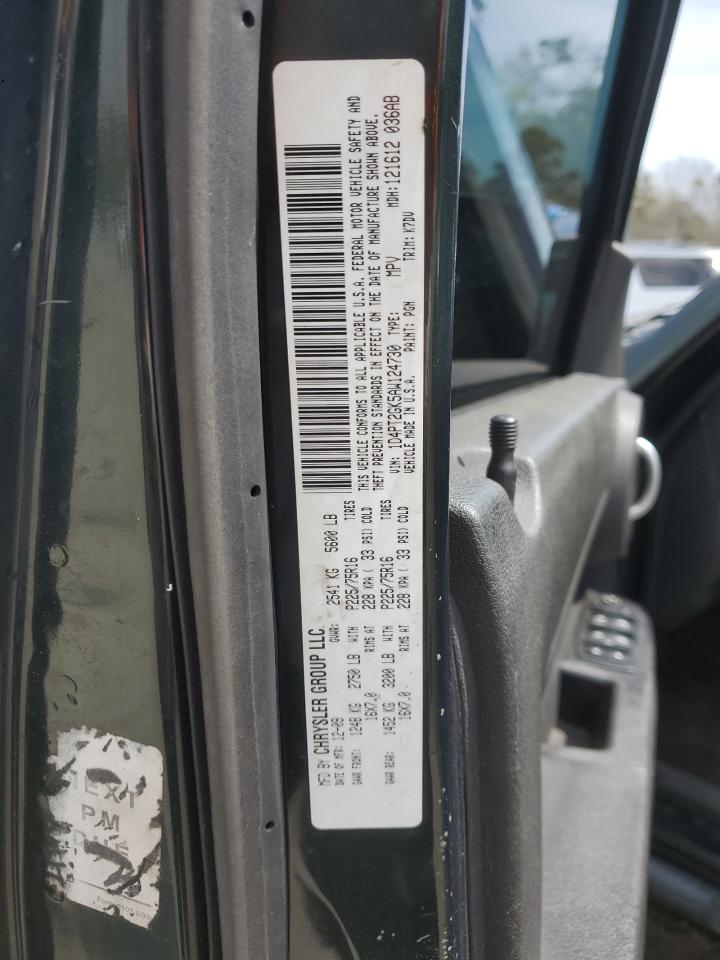 MFD BY CHRYSLER GROUP LLC
DATE OF MFR: 12-09 GVWR: 2541 KG 5600 LB
GAWR FRONT: 1248 KG 2750 LB WITH P225/75R16 TIRES
16X7.0 RIMS AT 228 KPA ( 33 PSI) COLD
GAWR REAR: 1452 KG 3200 LB WITH P225/75R16 TIRES
16X7.0 RIMS AT 228 KPA ( 33 PSI) COLD
THIS VEHICLE CONFORMS TO ALL APPLICABLE U.S.A. FEDERAL MOTOR VEHICLE SAFETY AND
THEFT PREVENTION STANDARDS IN EFFECT ON THE DATE OF MANUFACTURE SHOWN ABOVE.
VIN: 1D4PT2GK5AW124730 TYPE: MPV MDH: 121612 036AB
VEHICLE MADE IN U.S.A. PAINT: PGN TRIM: K7DV
NEXT
PM
DUE